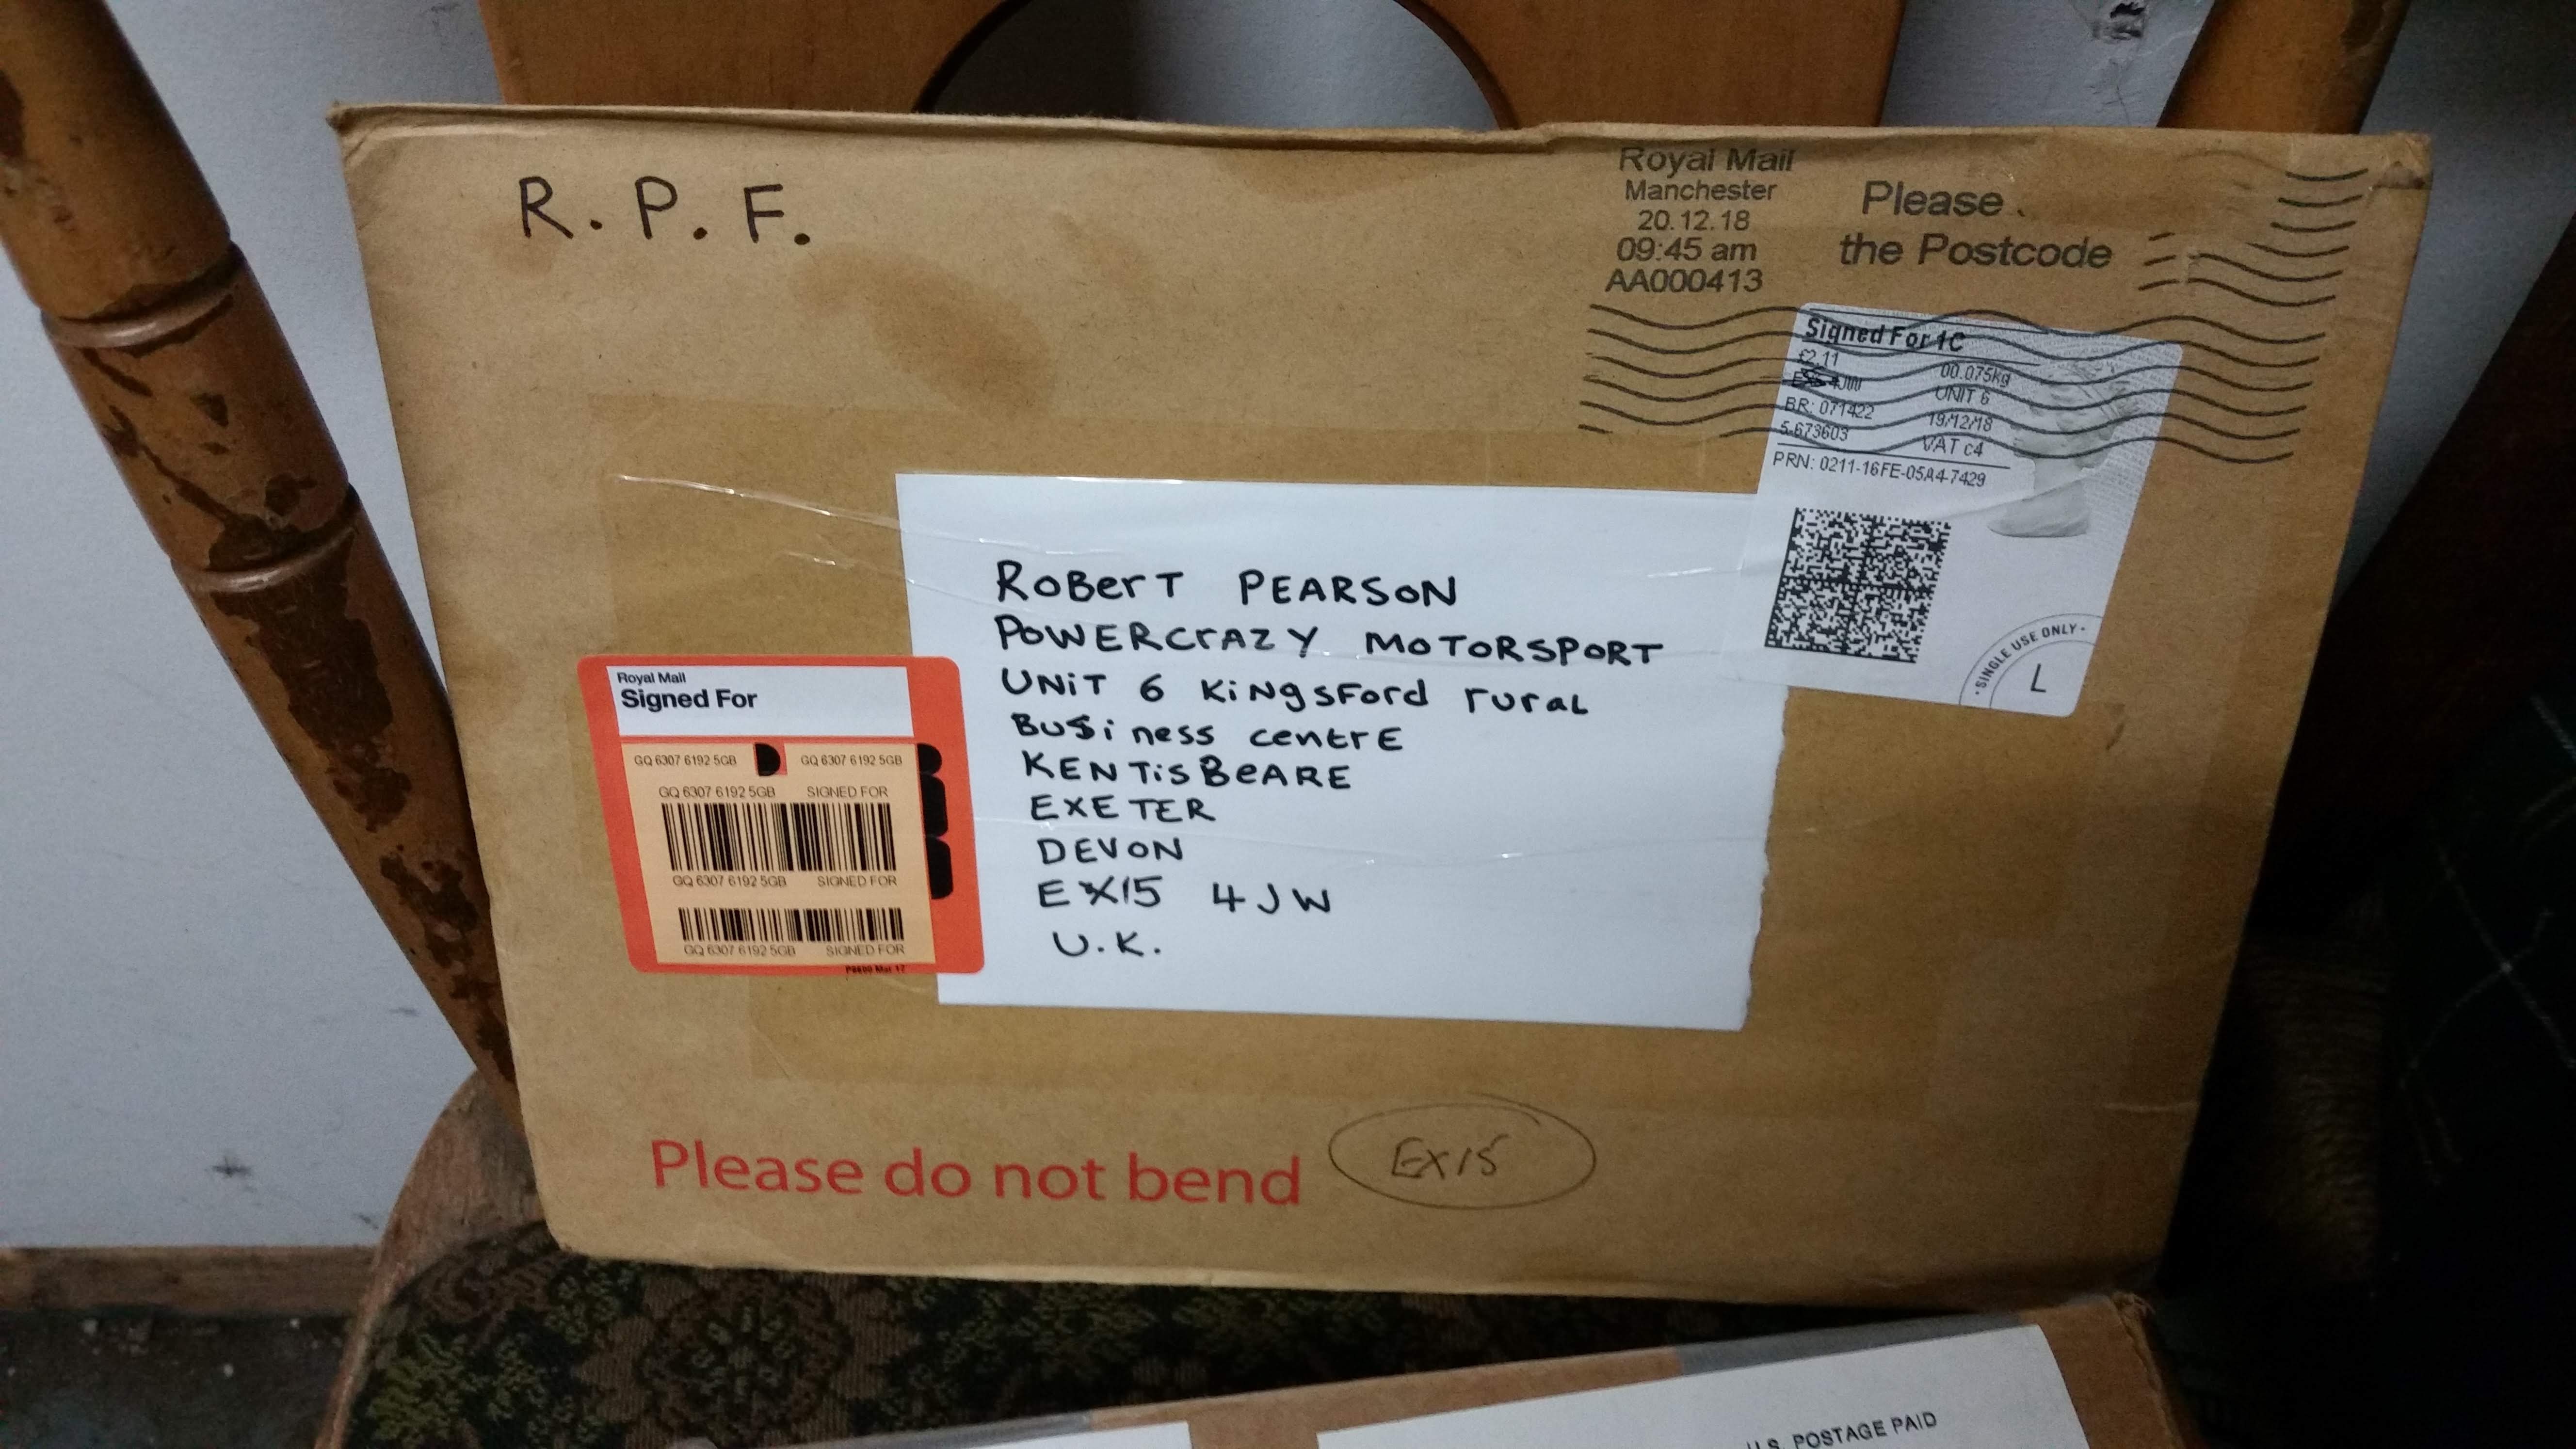 R. P. F.
Royal Mail
Manchester
20.12.18
09:45 am
AA000413
Please
the Postcode
Signed For 1C
£2.11
00.075kg
4JW
UNIT 6
BR: 071422
19/12/18
5-673603
VAT c4
PRN: 0211-16FE-05A4-7429
SINGLE USE ONLY
L
ROBerT PEARSON
POWERCrAZY MOTORSPORT
UNiT 6 KiNgsFord rural
Business centrE
KENTisBeARE
EXETER
DEVON
EX15 4JW
U.K.
Royal Mail
Signed For
GQ 6307 6192 5GB GQ 6307 6192 5GB
GQ 6307 6192 5GB SIGNED FOR
GQ 6307 6192 5GB SIGNED FOR
GQ 6307 6192 5GB SIGNED FOR
Please do not bend
EX15
U.S. POSTAGE PAID